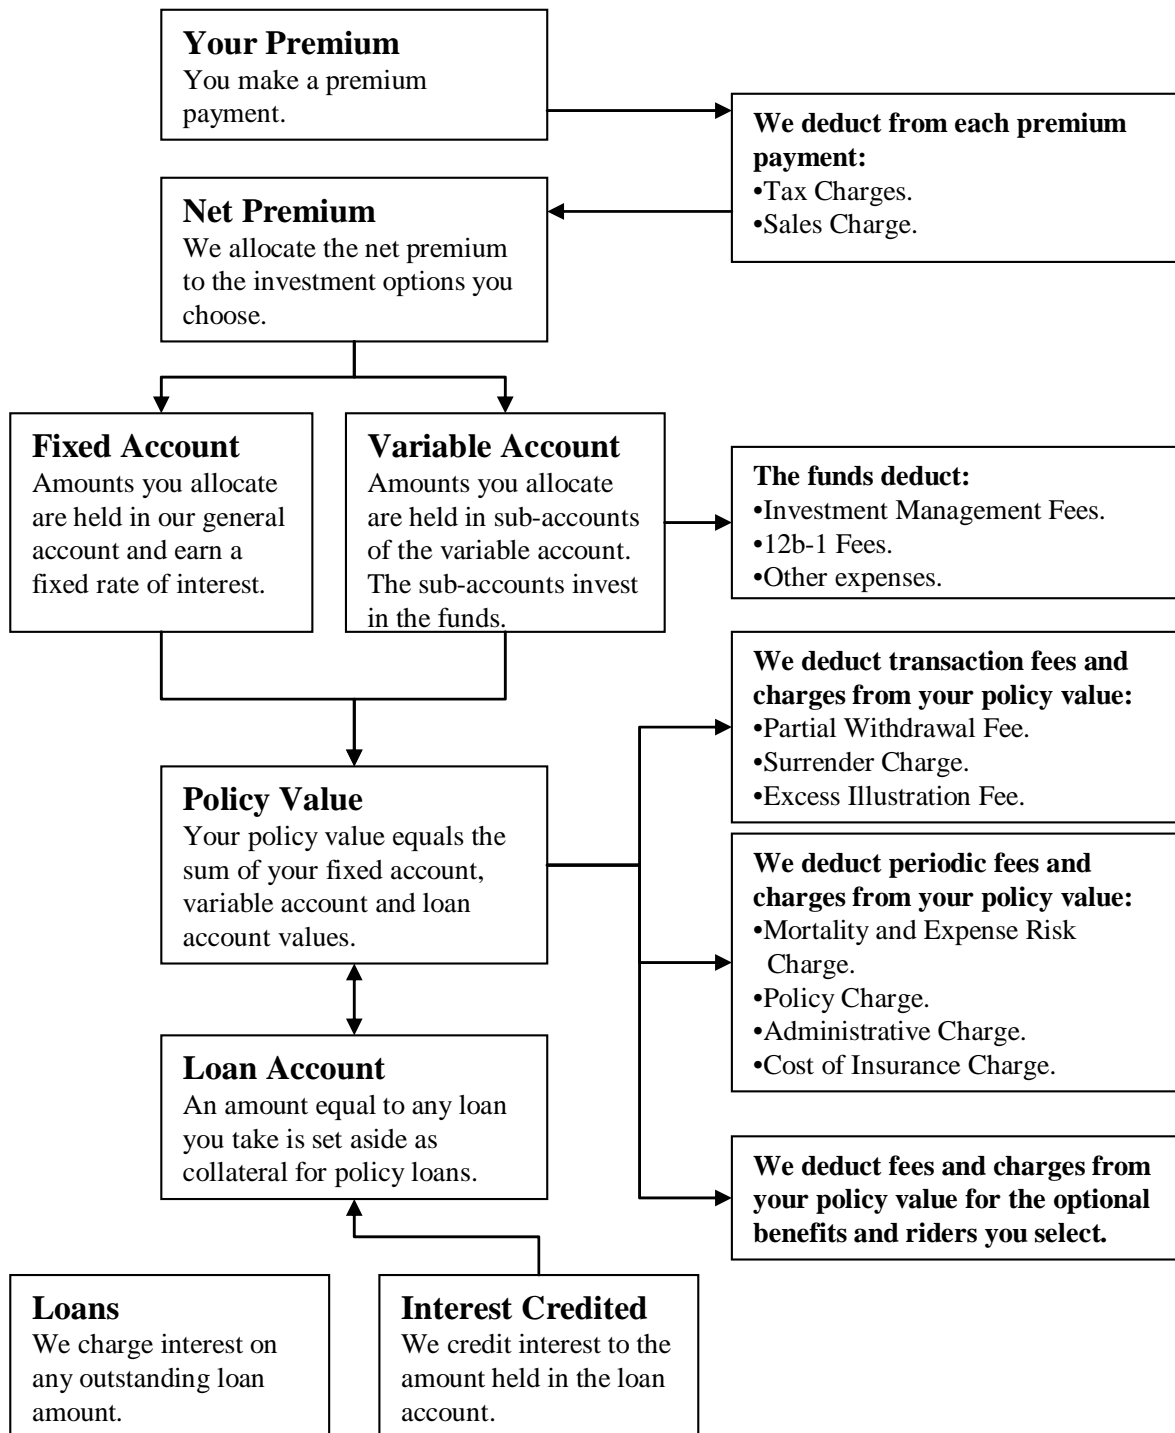 Your Premium
You make a premium
payment.
We deduct from each premium
payment:
•Tax Charges.
•Sales Charge.
Net Premium
We allocate the net premium
to the investment options you
choose.
Fixed Account
Amounts you allocate
are held in our general
account and earn a
fixed rate of interest.
Variable Account
Amounts you allocate
are held in sub-accounts
of the variable account.
The sub-accounts invest
in the funds.
The funds deduct:
•Investment Management Fees.
•12b-1 Fees.
•Other expenses.
We deduct transaction fees and
charges from your policy value:
•Partial Withdrawal Fee.
•Surrender Charge.
•Excess Illustration Fee.
Policy Value
Your policy value equals the
sum of your fixed account,
variable account and loan
account values.
We deduct periodic fees and
charges from your policy value:
•Mortality and Expense Risk
Charge.
•Policy Charge.
•Administrative Charge.
•Cost of Insurance Charge.
Loan Account
An amount equal to any loan
you take is set aside as
collateral for policy loans.
We deduct fees and charges from
your policy value for the optional
benefits and riders you select.
Loans
We charge interest on
any outstanding loan
amount.
Interest Credited
We credit interest to the
amount held in the loan
account.